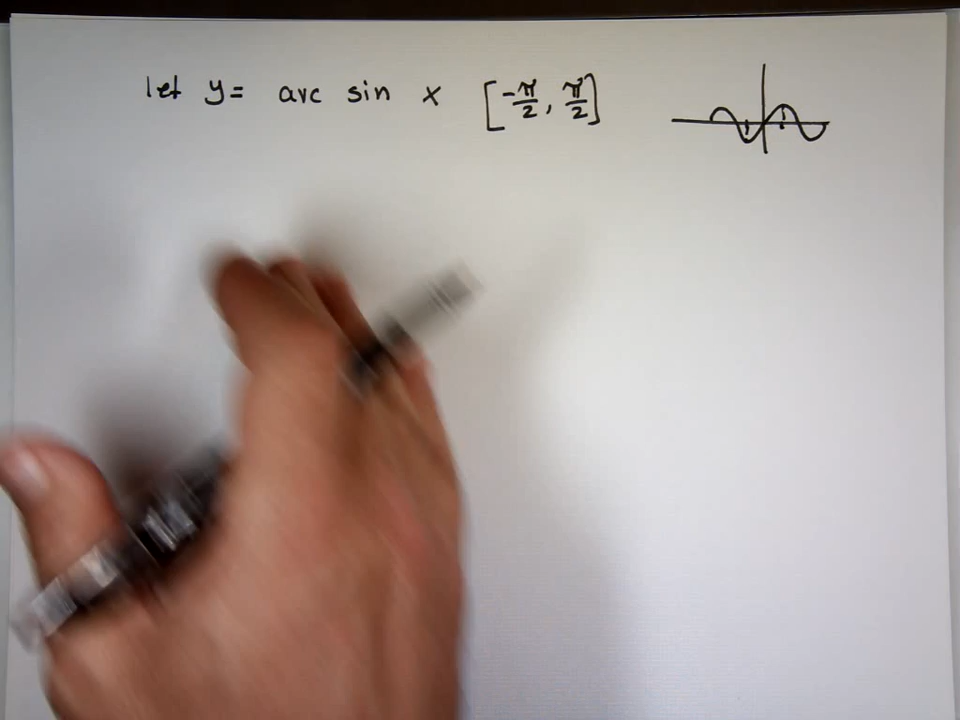 let y= arc sin x [-π/2, π/2]